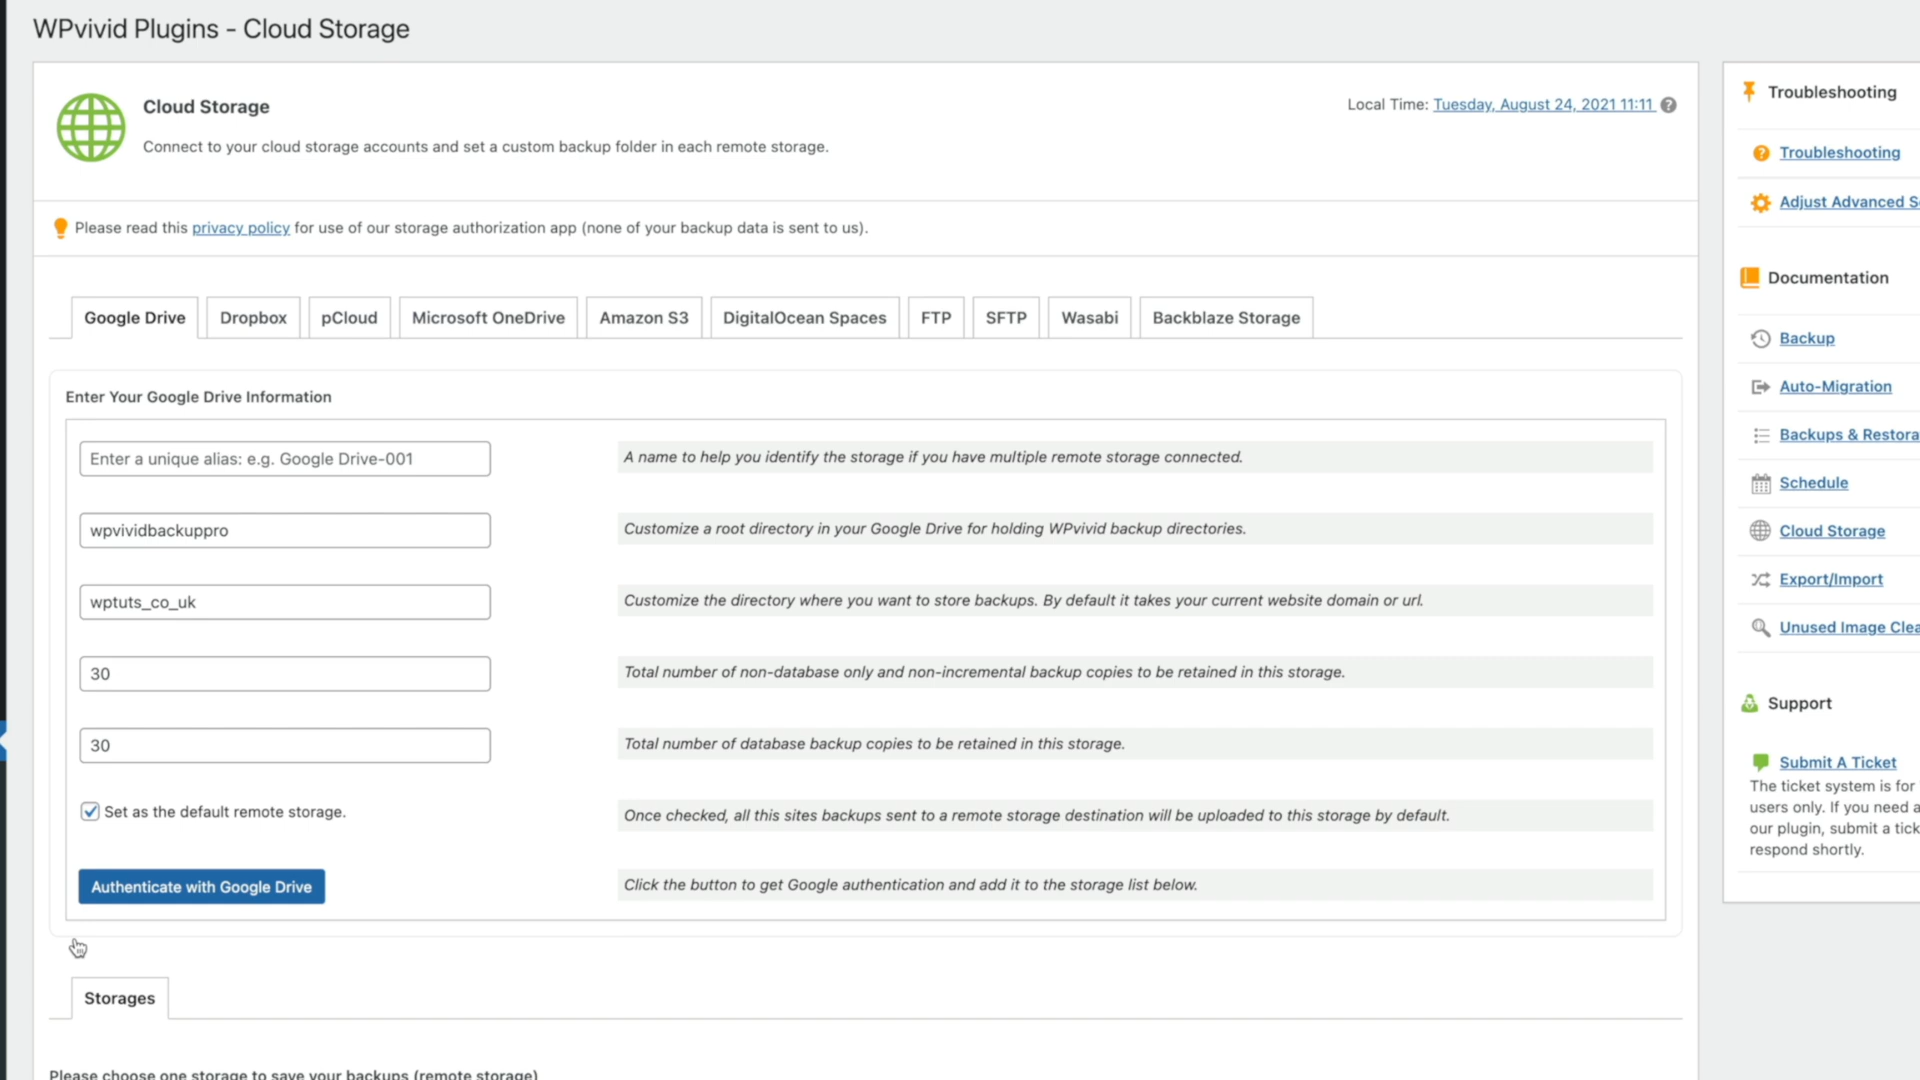 WPvivid Plugins - Cloud Storage
Cloud Storage
Connect to your cloud storage accounts and set a custom backup folder in each remote storage.
Local Time: Tuesday, August 24, 2021 11:11
Please read this privacy policy for use of our storage authorization app (none of your backup data is sent to us).
Google Drive
Dropbox
pCloud
Microsoft OneDrive
Amazon S3
DigitalOcean Spaces
FTP
SFTP
Wasabi
Backblaze Storage
Enter Your Google Drive Information
Enter a unique alias: e.g. Google Drive-001
A name to help you identify the storage if you have multiple remote storage connected.
wpvividbackuppro
Customize a root directory in your Google Drive for holding WPvivid backup directories.
wptuts_co_uk
Customize the directory where you want to store backups. By default it takes your current website domain or url.
30
Total number of non-database only and non-incremental backup copies to be retained in this storage.
30
Total number of database backup copies to be retained in this storage.
Set as the default remote storage.
Once checked, all this sites backups sent to a remote storage destination will be uploaded to this storage by default.
Authenticate with Google Drive
Click the button to get Google authentication and add it to the storage list below.
Storages
Please choose one storage to save your backups (remote storage)
Troubleshooting
Troubleshooting
Adjust Advanced S
Documentation
Backup
Auto-Migration
Backups & Restora
Schedule
Cloud Storage
Export/Import
Unused Image Clea
Support
Submit A Ticket
The ticket system is for
users only. If you need a
our plugin, submit a tick
respond shortly.